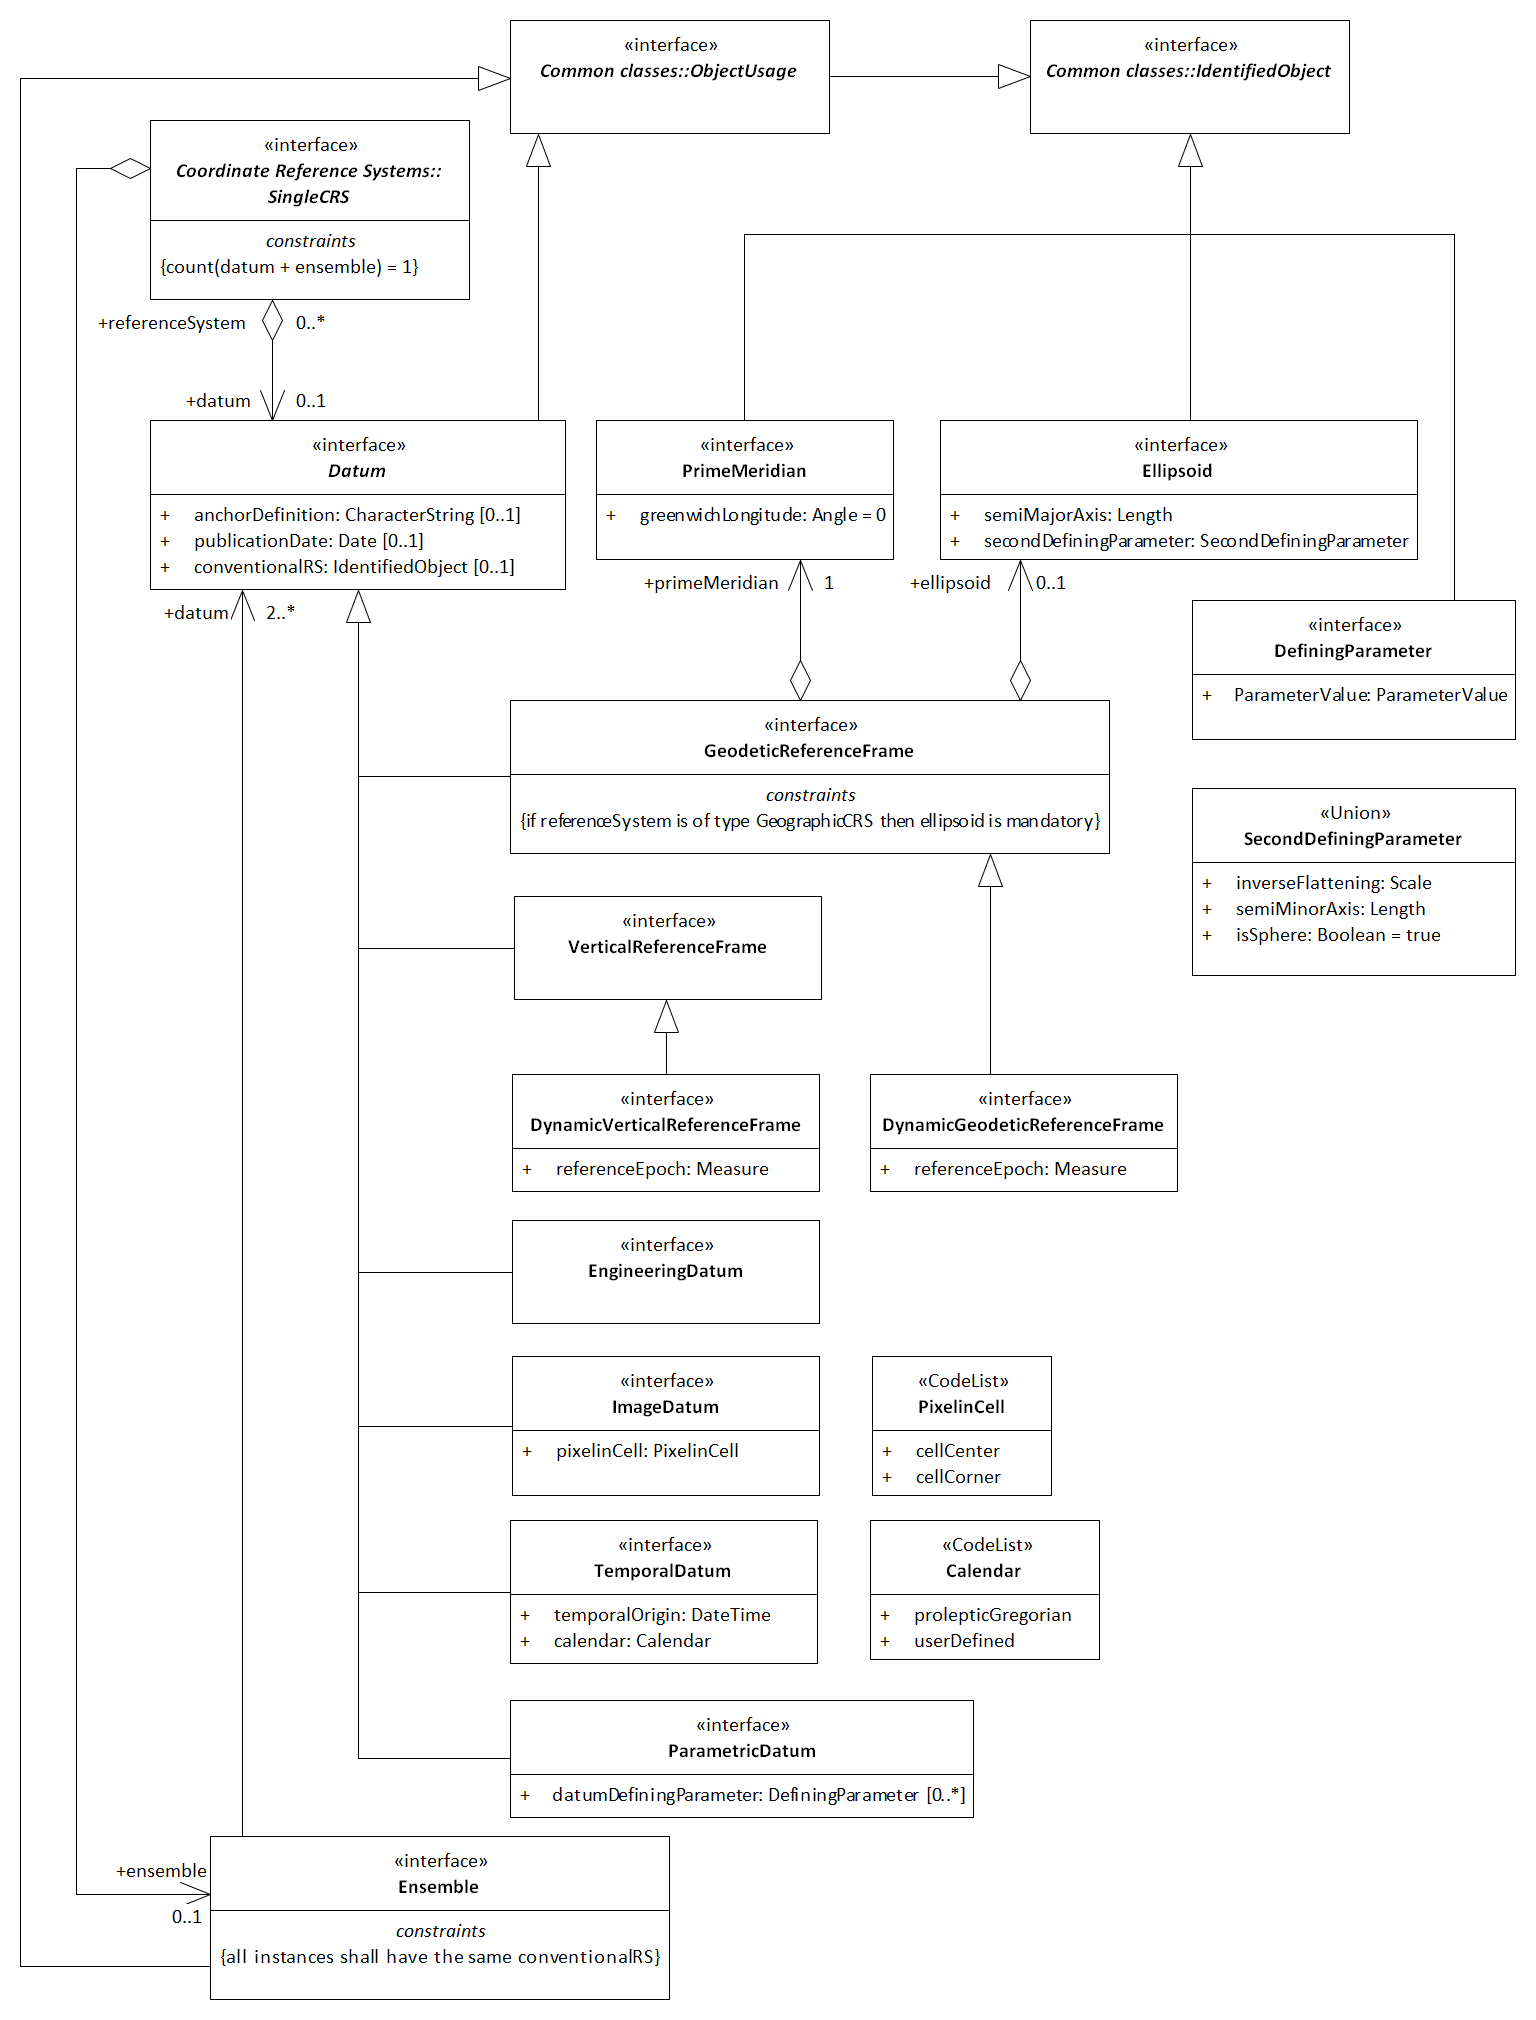 «interface»
Common classes::ObjectUsage
«interface»
Common classes::IdentifiedObject
«interface»
Coordinate Reference Systems::
SingleCRS
constraints
{count(datum + ensemble) = 1}
+referenceSystem
0..*
+datum
0..1
«interface»
Datum
+ anchorDefinition: CharacterString [0..1]
+ publicationDate: Date [0..1]
+ conventionalRS: IdentifiedObject [0..1]
«interface»
PrimeMeridian
+ greenwichLongitude: Angle = 0
«interface»
Ellipsoid
+ semiMajorAxis: Length
+ secondDefiningParameter: SecondDefiningParameter
+datum
2..*
+primeMeridian
1
+ellipsoid
0..1
«interface»
DefiningParameter
+ ParameterValue: ParameterValue
«interface»
GeodeticReferenceFrame
constraints
{if referenceSystem is of type GeographicCRS then ellipsoid is mandatory}
«Union»
SecondDefiningParameter
+ inverseFlattening: Scale
+ semiMinorAxis: Length
+ isSphere: Boolean = true
«interface»
VerticalReferenceFrame
«interface»
DynamicVerticalReferenceFrame
+ referenceEpoch: Measure
«interface»
DynamicGeodeticReferenceFrame
+ referenceEpoch: Measure
«interface»
EngineeringDatum
«interface»
ImageDatum
+ pixelinCell: PixelinCell
«CodeList»
PixelinCell
+ cellCenter
+ cellCorner
«interface»
TemporalDatum
+ temporalOrigin: DateTime
+ calendar: Calendar
«CodeList»
Calendar
+ prolepticGregorian
+ userDefined
«interface»
ParametricDatum
+ datumDefiningParameter: DefiningParameter [0..*]
+ensemble
0..1
«interface»
Ensemble
constraints
{all instances shall have the same conventionalRS}